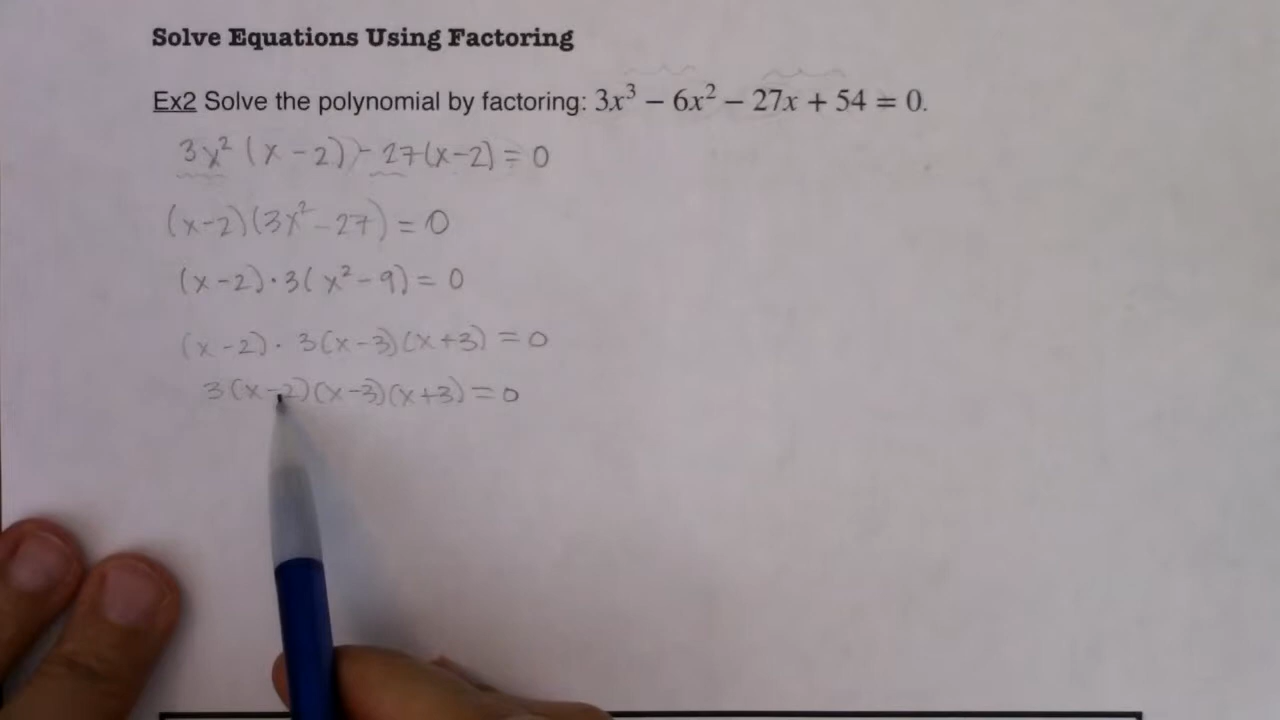 Solve Equations Using Factoring
Ex2 Solve the polynomial by factoring: 3x³ − 6x² − 27x + 54 = 0.
3x² (x − 2) − 27(x−2) = 0
(x−2)(3x² − 27) = 0
(x − 2) · 3( x² − 9) = 0
(x − 2) · 3(x − 3)(x + 3) = 0
3(x − 2)(x − 3)(x + 3) = 0